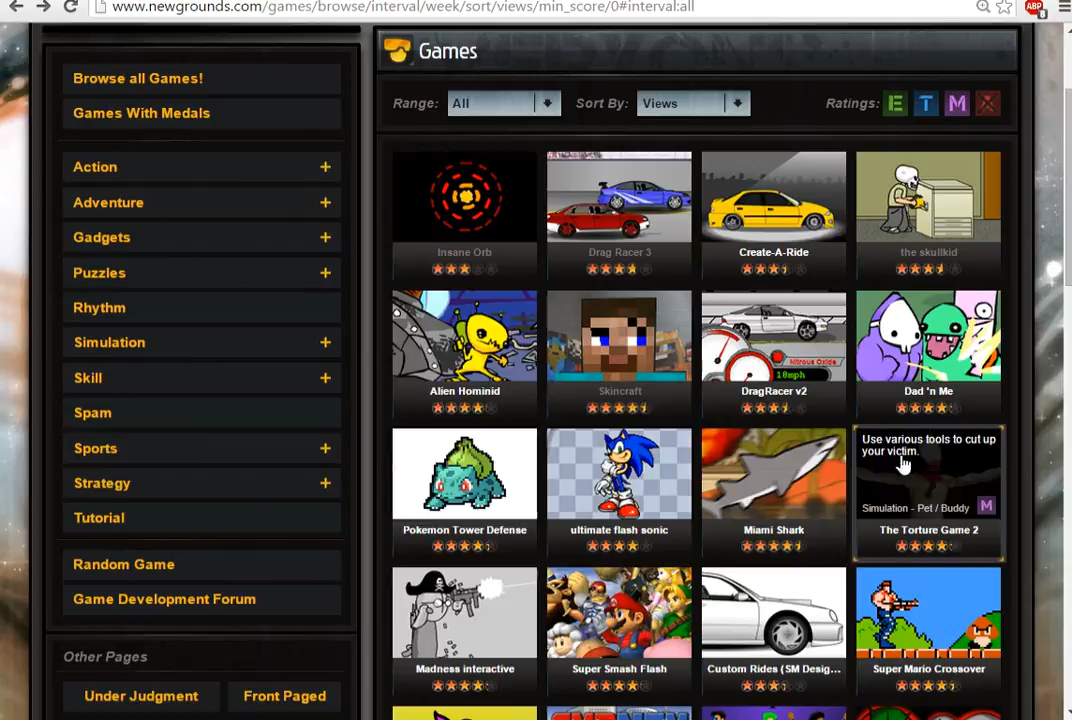 www.newgrounds.com/games/browse/interval/week/sort/views/min_score/0#interval:all
ABP
Browse all Games!
Games With Medals
Action +
Adventure +
Gadgets +
Puzzles +
Rhythm
Simulation +
Skill +
Spam
Sports +
Strategy +
Tutorial
Random Game
Game Development Forum
Other Pages
Under Judgment
Front Paged
Games
Range: All
Sort By: Views
Ratings: E T M
Insane Orb
Drag Racer 3
Create-A-Ride
the skullkid
Nitrous Oxide
18mph
Alien Hominid
Skincraft
DragRacer v2
Dad 'n Me
Use various tools to cut up
your victim.
Simulation - Pet / Buddy M
Pokemon Tower Defense
ultimate flash sonic
Miami Shark
The Torture Game 2
Madness interactive
Super Smash Flash
Custom Rides (SM Desig...
Super Mario Crossover